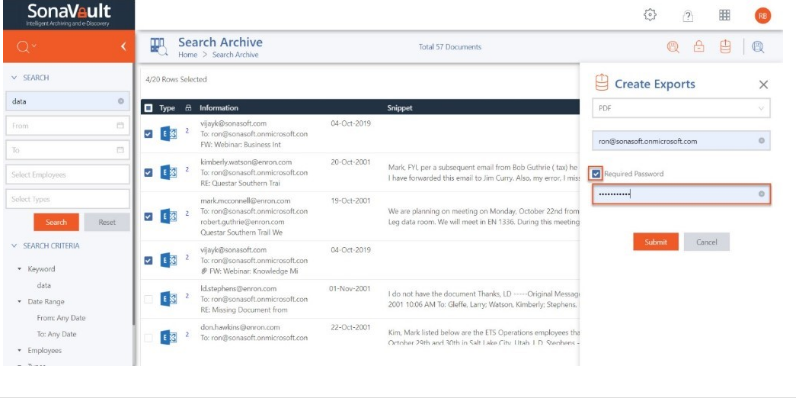 SonaVault
Intelligent Archiving and e-Discovery
RB
Search Archive
Home > Search Archive
Total 57 Documents
SEARCH
data
From
To
Select Employees
Select Types
Search Reset
SEARCH CRITERIA
Keyword
data
Date Range
From: Any Date
To: Any Date
Employees
4/20 Rows Selected
Type Information Snippet
2 vijayk@sonasoft.com 04-Oct-2019
To: ron@sonasoft.onmicrosoft.con
FW: Webinar: Business Int
2 kimberly.watson@enron.com 20-Oct-2001
To: ron@sonasoft.onmicrosoft.con
RE: Questar Southern Trai
Mark, FYI, per a subsequent email from Bob Guthrie ( tax) he
I have forwarded this email to Jim Curry. Also, my error, I miss
2 mark.mcconnell@enron.com 19-Oct-2001
To: ron@sonasoft.onmicrosoft.con
robert.guthrie@enron.com
Questar Southern Trail We
We are planning on meeting on Monday, October 22nd from
Leg data room. We will meet in EN 1336. During this meeting
2 vijayk@sonasoft.com 04-Oct-2019
To: ron@sonasoft.onmicrosoft.con
FW: Webinar: Knowledge Mi
2 ld.stephens@enron.com 01-Nov-2001
To: ron@sonasoft.onmicrosoft.con
RE: Missing Document from
I do not have the document Thanks, LD -----Original Messag
2001 10:06 AM To: Gleffe, Larry; Watson, Kimberly; Stephens,
2 don.hawkins@enron.com 22-Oct-2001
To: ron@sonasoft.onmicrosoft.con
Kim, Mark listed below are the ETS Operations employees tha
October 29th and 30th in Salt Lake City, Utah. L.D. Stephens -
Create Exports
PDF
ron@sonasoft.onmicrosoft.com
Required Password
Submit Cancel